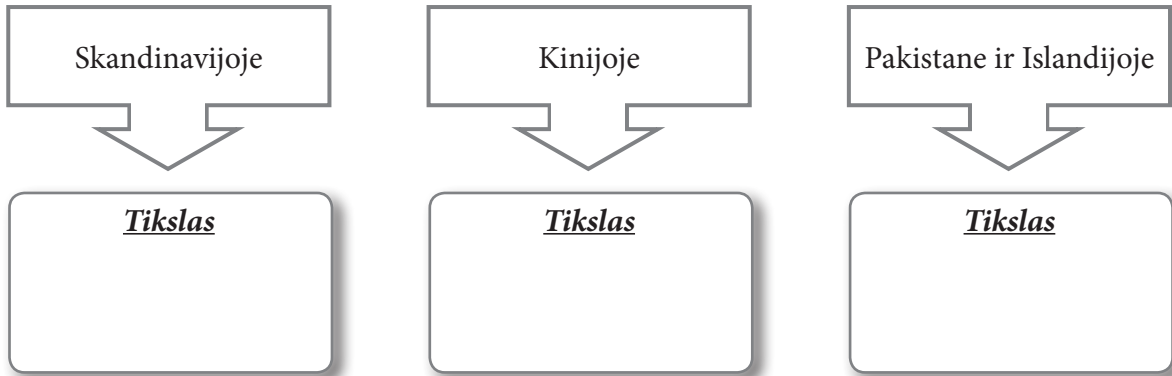 Skandinavijoje
Kinijoje
Pakistane ir Islandijoje
Tikslas
Tikslas
Tikslas